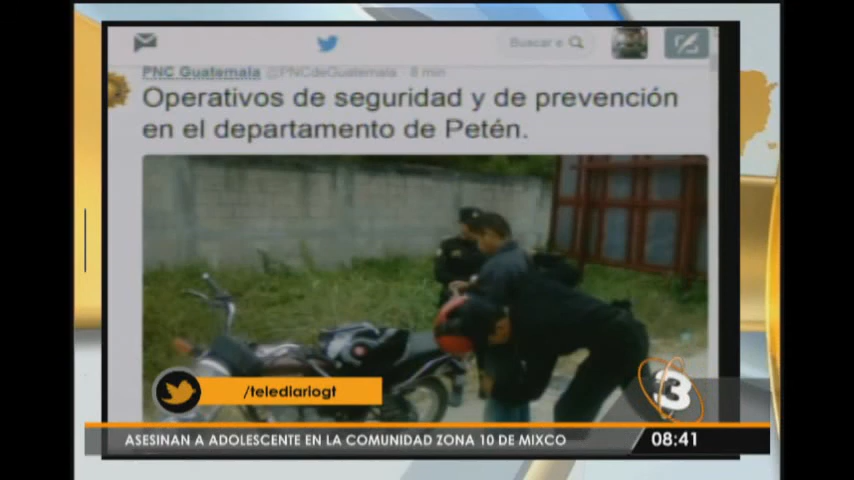 Buscar e
PNC Guatemala @PNCdeGuatemala 8 min
Operativos de seguridad y de prevención
en el departamento de Petén.
/telediariogt
3
ASESINAN A ADOLESCENTE EN LA COMUNIDAD ZONA 10 DE MIXCO
08:41